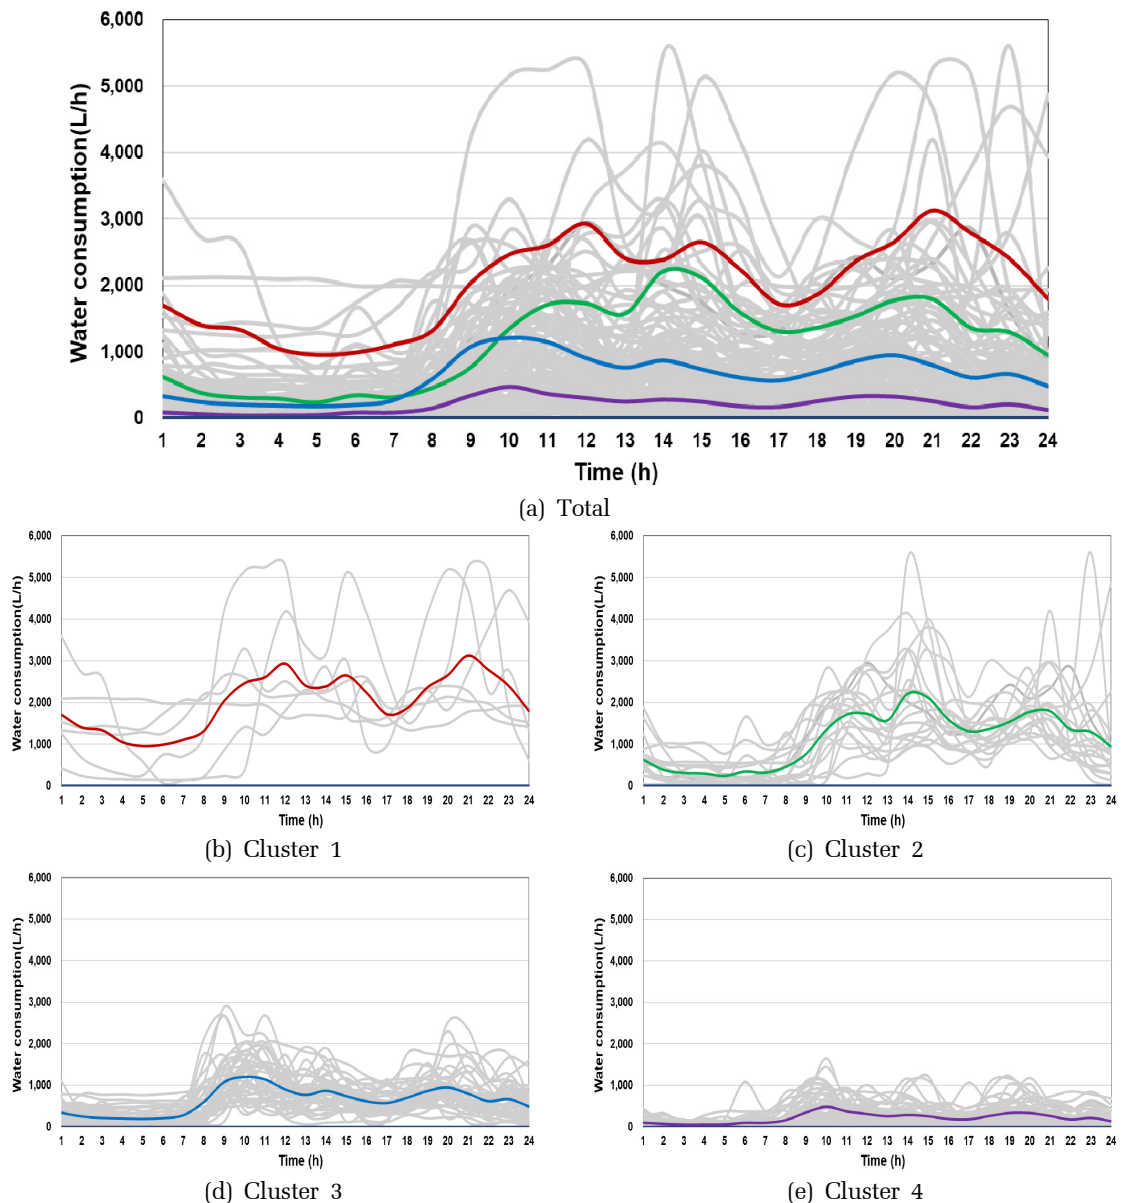 6,000
5,000
4,000
3,000
2,000
1,000
0
Water consumption(L/h)
1 2 3 4 5 6 7 8 9 10 11 12 13 14 15 16 17 18 19 20 21 22 23 24
Time (h)
(a) Total
6,000
5,000
4,000
3,000
2,000
1,000
0
Water consumption(L/h)
1 2 3 4 5 6 7 8 9 10 11 12 13 14 15 16 17 18 19 20 21 22 23 24
Time (h)
(b) Cluster 1
6,000
5,000
4,000
3,000
2,000
1,000
0
Water consumption(L/h)
1 2 3 4 5 6 7 8 9 10 11 12 13 14 15 16 17 18 19 20 21 22 23 24
Time (h)
(c) Cluster 2
6,000
5,000
4,000
3,000
2,000
1,000
0
Water consumption(L/h)
1 2 3 4 5 6 7 8 9 10 11 12 13 14 15 16 17 18 19 20 21 22 23 24
Time (h)
(d) Cluster 3
6,000
5,000
4,000
3,000
2,000
1,000
0
Water consumption(L/h)
1 2 3 4 5 6 7 8 9 10 11 12 13 14 15 16 17 18 19 20 21 22 23 24
Time (h)
(e) Cluster 4